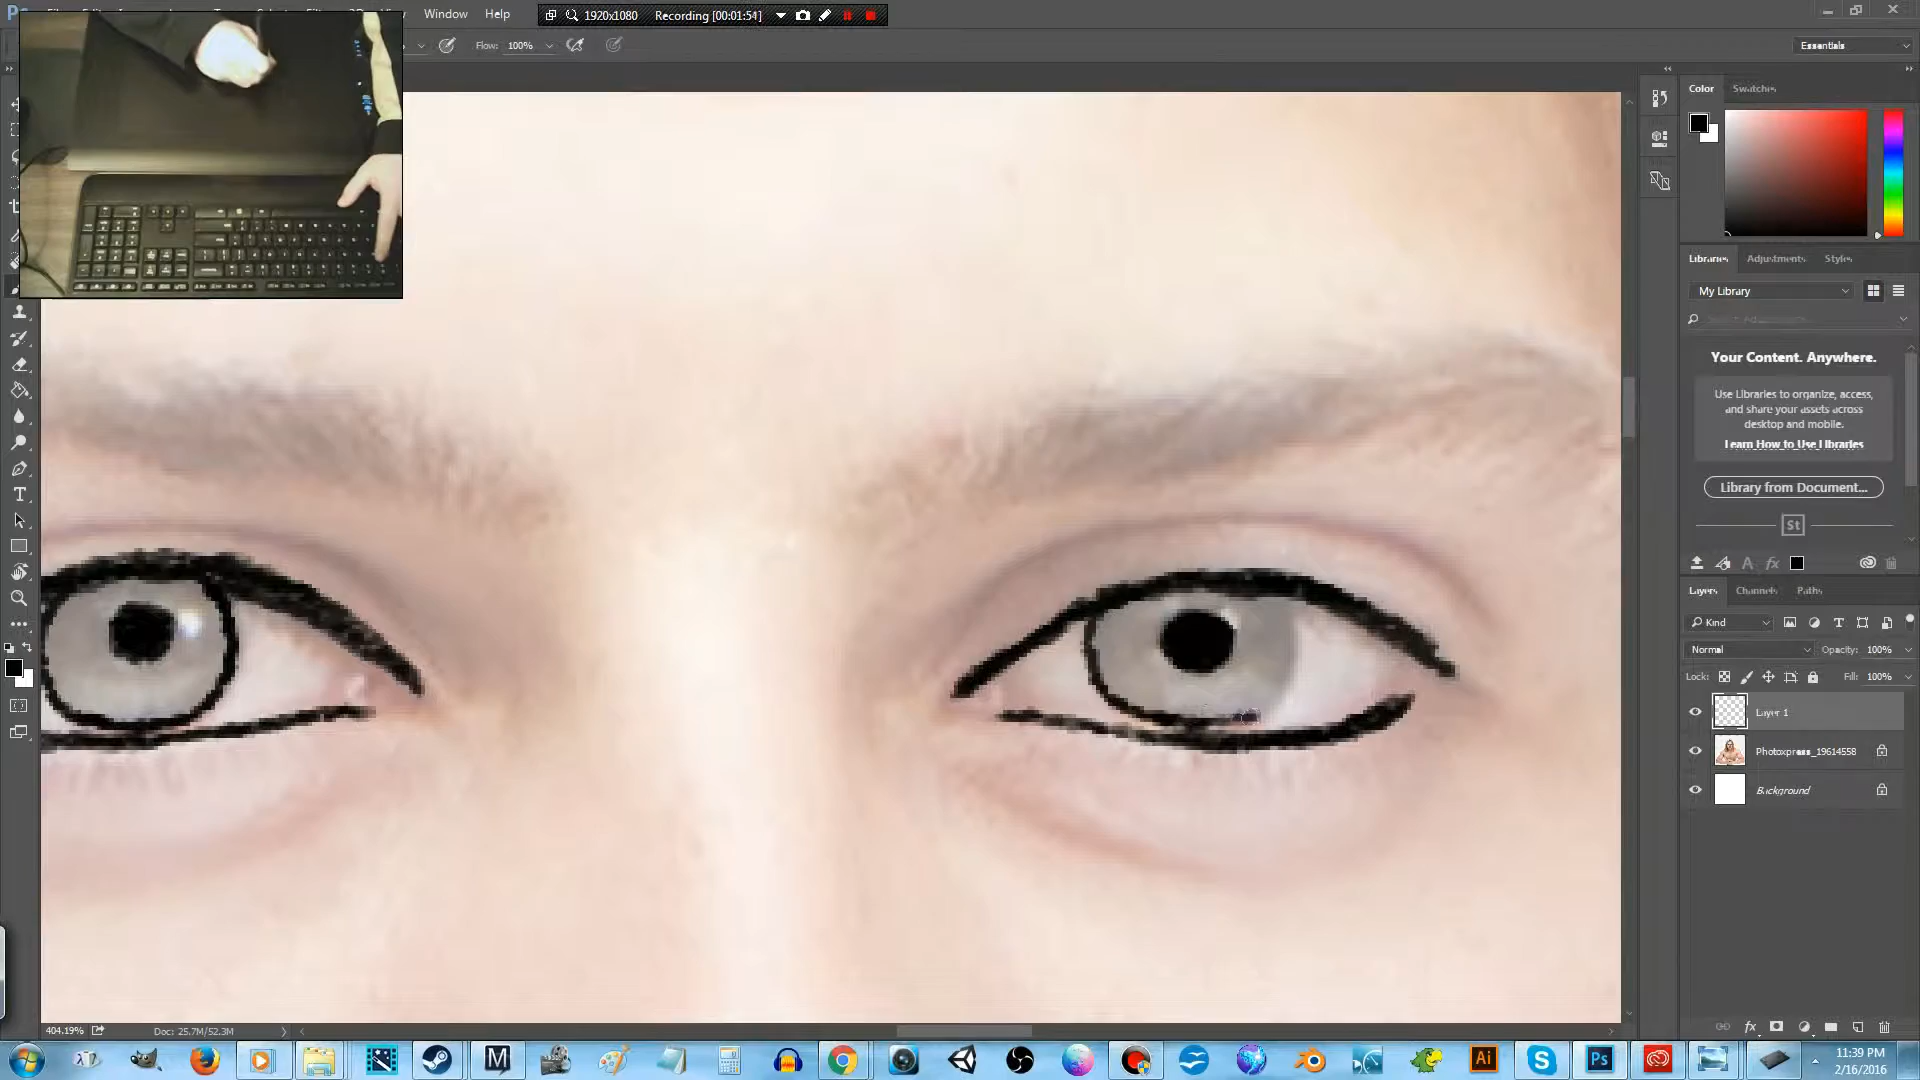 Window Help
1920x1080 Recording [00:01:54]
Flow: 100%
Essentials
Color Swatches
Libraries Adjustments Styles
My Library
Your Content. Anywhere.
Use Libraries to organize, access,
and share your assets across
desktop and mobile.
Learn How to Use Libraries
Library from Document...
St
Layers Channels Paths
Kind
Normal Opacity: 100%
Lock: Fill: 100%
Layer 1
Photoxpress_19614558
Background
404.19% Doc: 25.7M/52.3M
Ai
Ps
11:39 PM
2/16/2016